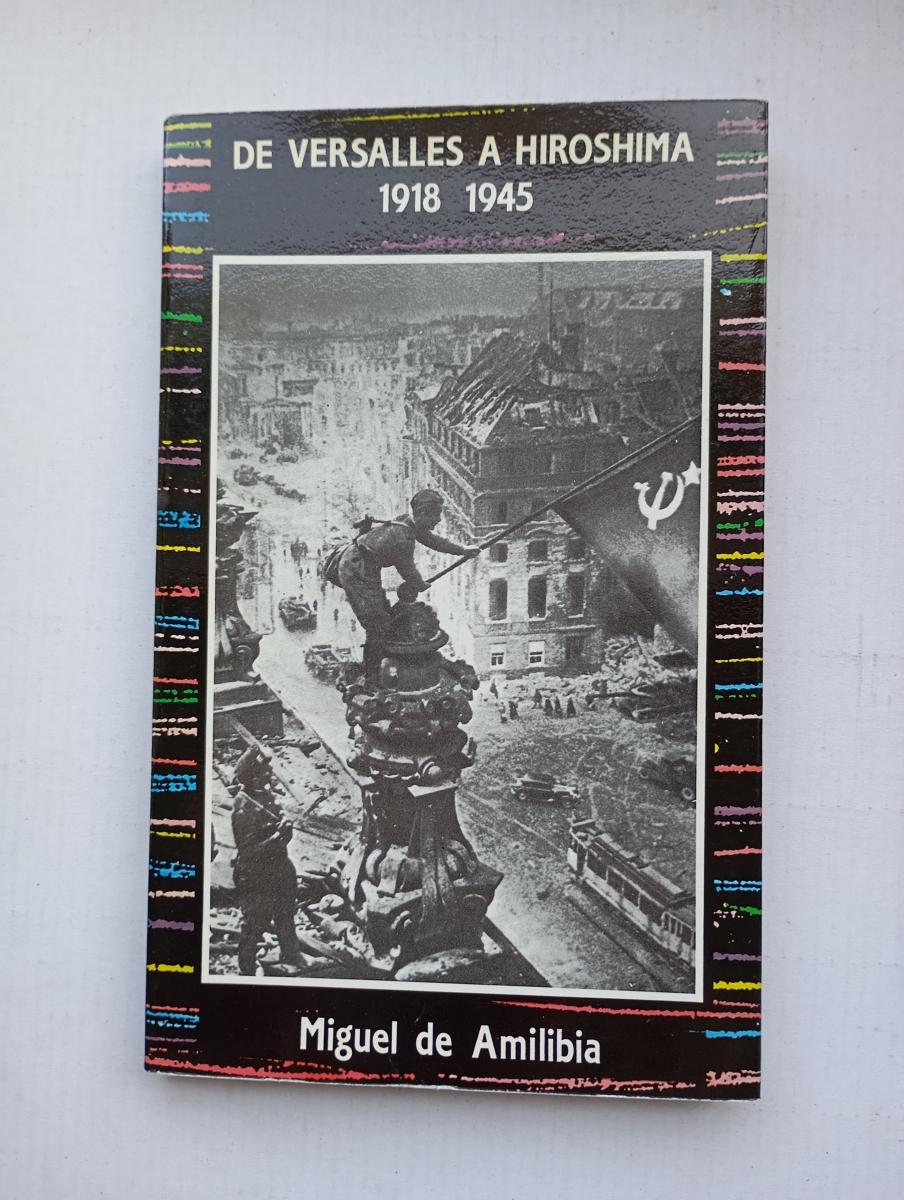 DE VERSALLES A HIROSHIMA
1918 1945
Miguel de Amilibia